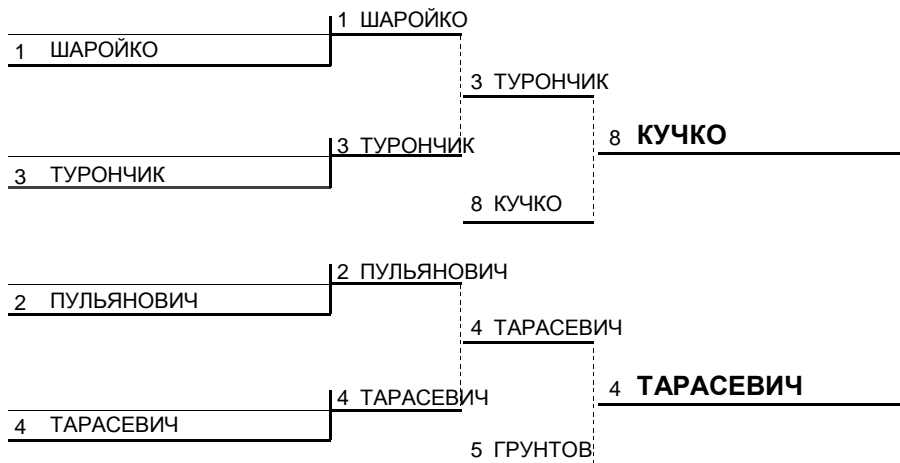 1 ШАРОЙКО
1 ШАРОЙКО
3 ТУРОНЧИК
8 КУЧКО
3 ТУРОНЧИК
3 ТУРОНЧИК
8 КУЧКО
2 ПУЛЬЯНОВИЧ
2 ПУЛЬЯНОВИЧ
4 ТАРАСЕВИЧ
4 ТАРАСЕВИЧ
4 ТАРАСЕВИЧ
4 ТАРАСЕВИЧ
5 ГРУНТОВ